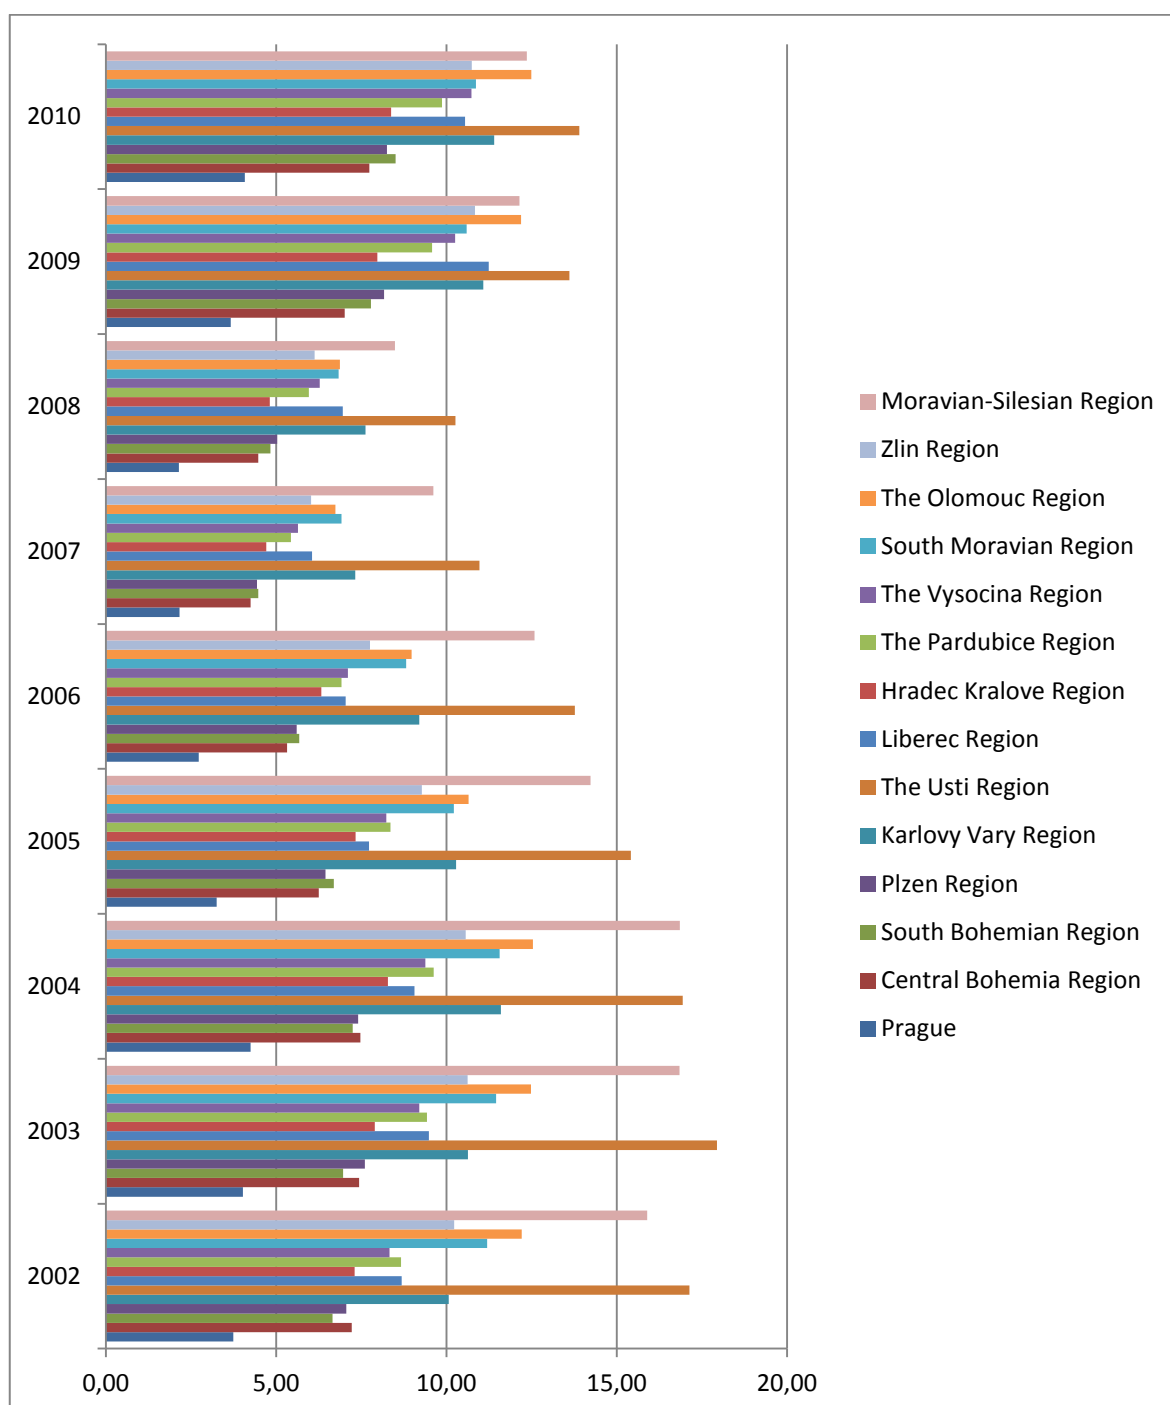 2010
2009
2008
2007
2006
2005
2004
2003
2002
0,00 5,00 10,00 15,00 20,00
Moravian-Silesian Region
Zlin Region
The Olomouc Region
South Moravian Region
The Vysocina Region
The Pardubice Region
Hradec Kralove Region
Liberec Region
The Usti Region
Karlovy Vary Region
Plzen Region
South Bohemian Region
Central Bohemia Region
Prague